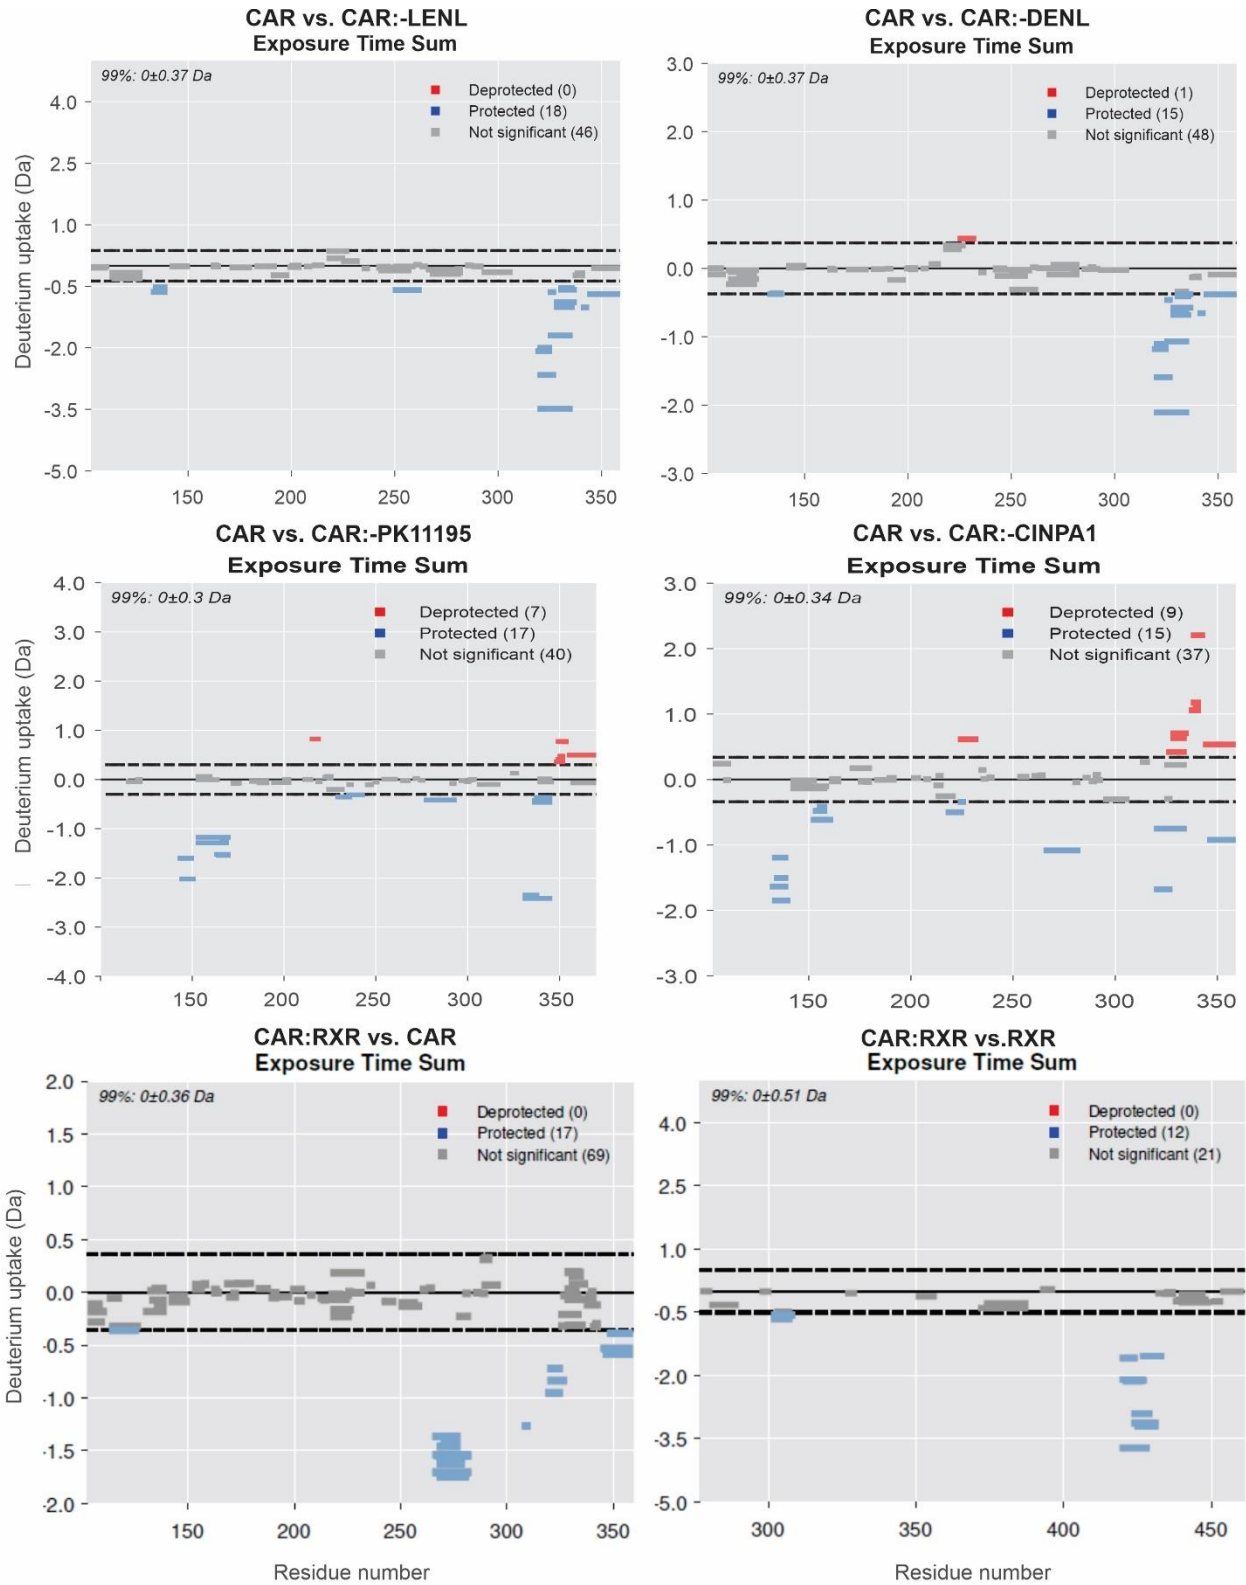 CAR vs. CAR:-LENL
Exposure Time Sum
99%: 0±0.37 Da
Deprotected (0)
Protected (18)
Not significant (46)
Deuterium uptake (Da)
4.0
2.5
1.0
-0.5
-2.0
-3.5
-5.0
150 200 250 300 350
CAR vs. CAR:-DENL
Exposure Time Sum
99%: 0±0.37 Da
Deprotected (1)
Protected (15)
Not significant (48)
3.0
2.0
1.0
0.0
-1.0
-2.0
-3.0
150 200 250 300 350
CAR vs. CAR:-PK11195
Exposure Time Sum
99%: 0±0.3 Da
Deprotected (7)
Protected (17)
Not significant (40)
Deuterium uptake (Da)
4.0
3.0
2.0
1.0
0.0
-1.0
-2.0
-3.0
-4.0
150 200 250 300 350
CAR vs. CAR:-CINPA1
Exposure Time Sum
99%: 0±0.34 Da
Deprotected (9)
Protected (15)
Not significant (37)
3.0
2.0
1.0
0.0
-1.0
-2.0
-3.0
150 200 250 300 350
CAR:RXR vs. CAR
Exposure Time Sum
99%: 0±0.36 Da
Deprotected (0)
Protected (17)
Not significant (69)
Deuterium uptake (Da)
2.0
1.5
1.0
0.5
0.0
-0.5
-1.0
-1.5
-2.0
150 200 250 300 350
Residue number
CAR:RXR vs.RXR
Exposure Time Sum
99%: 0±0.51 Da
Deprotected (0)
Protected (12)
Not significant (21)
4.0
2.5
1.0
-0.5
-2.0
-3.5
-5.0
300 350 400 450
Residue number